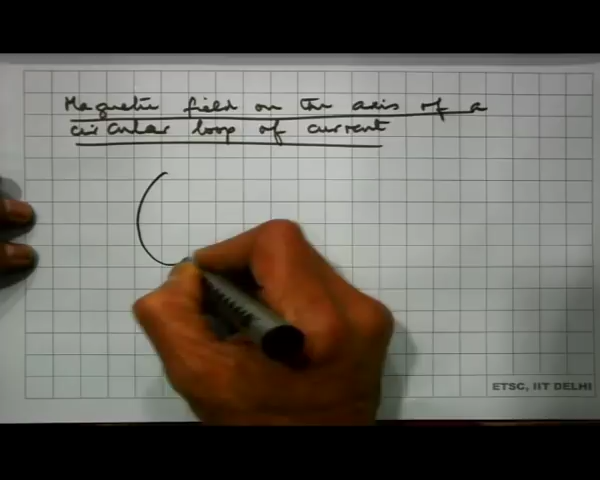 Magnetic field on the axis of a
circular loop of current
ETSC, IIT DELHI